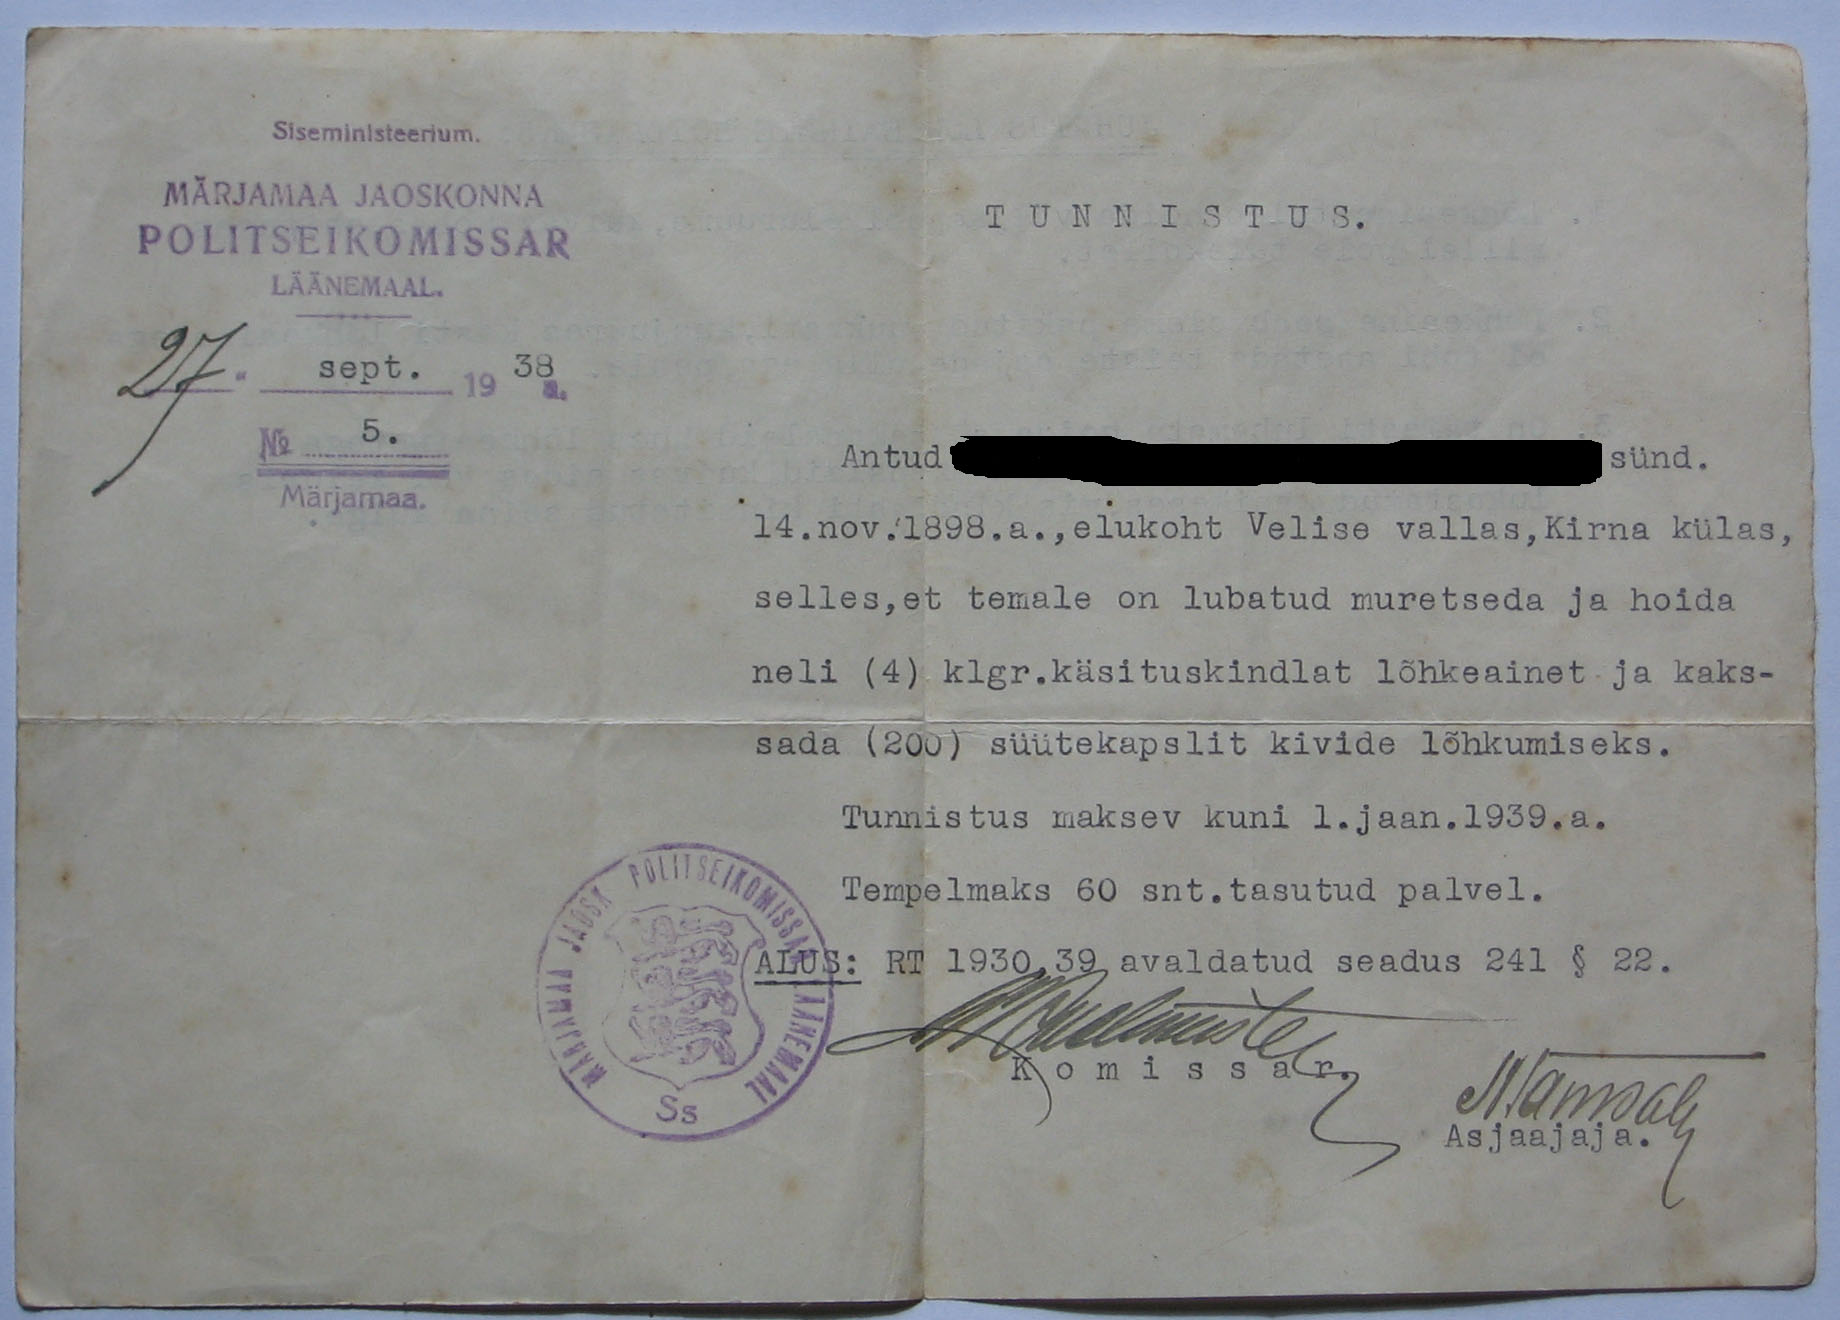 Siseministeerium.
MÄRJAMAA JAOSKONNA
POLITSEIKOMISSAR
LÄÄNEMAAL.
27. sept. 1938 a.
№ 5.
Märjamaa.
TUNNISTUS.
Antud sünd.
14.nov.1898.a.,elukoht Velise vallas,Kirna külas,
selles,et temale on lubatud muretseda ja hoida
neli (4) klgr.käsituskindlat lõhkeainet ja kaks-
sada (200) süütekapslit kivide lõhkumiseks.
Tunnistus maksev kuni 1.jaan.1939.a.
Tempelmaks 60 snt.tasutud palvel.
ALUS: RT 1930,39 avaldatud seadus 241 § 22.
Komissar.
Asjaajaja.
MÄRJAMAA JAOSK POLITSEIKOMISSAR LÄÄNEMAAL
Ss